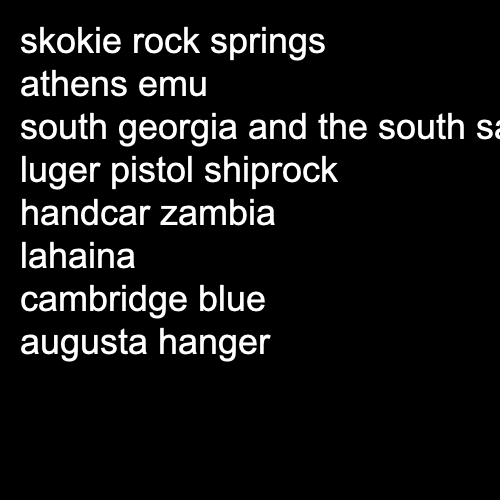 skokie rock springs
athens emu
south georgia and the south
luger pistol shiprock
handcar zambia
lahaina
cambridge blue
augusta hanger